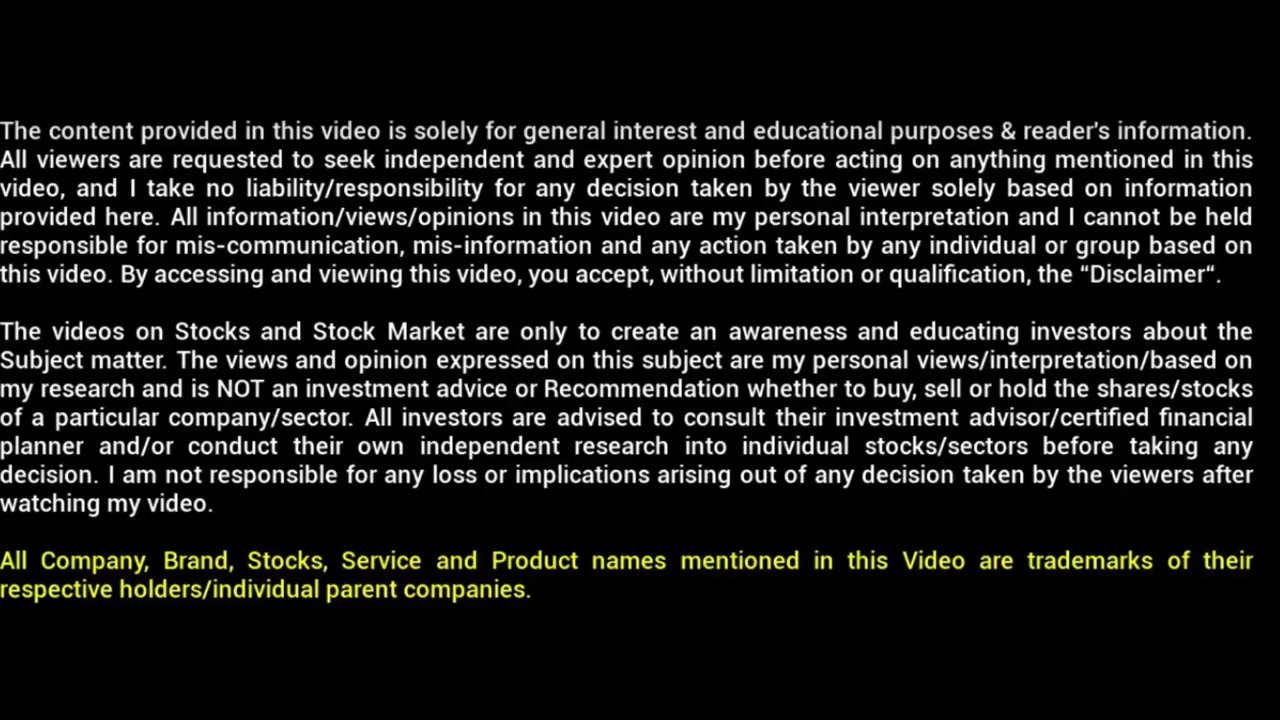 The content provided in this video is solely for general interest and educational purposes & reader's information.
All viewers are requested to seek independent and expert opinion before acting on anything mentioned in this
video, and I take no liability/responsibility for any decision taken by the viewer solely based on information
provided here. All information/views/opinions in this video are my personal interpretation and I cannot be held
responsible for mis-communication, mis-information and any action taken by any individual or group based on
this video. By accessing and viewing this video, you accept, without limitation or qualification, the “Disclaimer“.
The videos on Stocks and Stock Market are only to create an awareness and educating investors about the
Subject matter. The views and opinion expressed on this subject are my personal views/interpretation/based on
my research and is NOT an investment advice or Recommendation whether to buy, sell or hold the shares/stocks
of a particular company/sector. All investors are advised to consult their investment advisor/certified financial
planner and/or conduct their own independent research into individual stocks/sectors before taking any
decision. I am not responsible for any loss or implications arising out of any decision taken by the viewers after
watching my video.
All Company, Brand, Stocks, Service and Product names mentioned in this Video are trademarks of their
respective holders/individual parent companies.